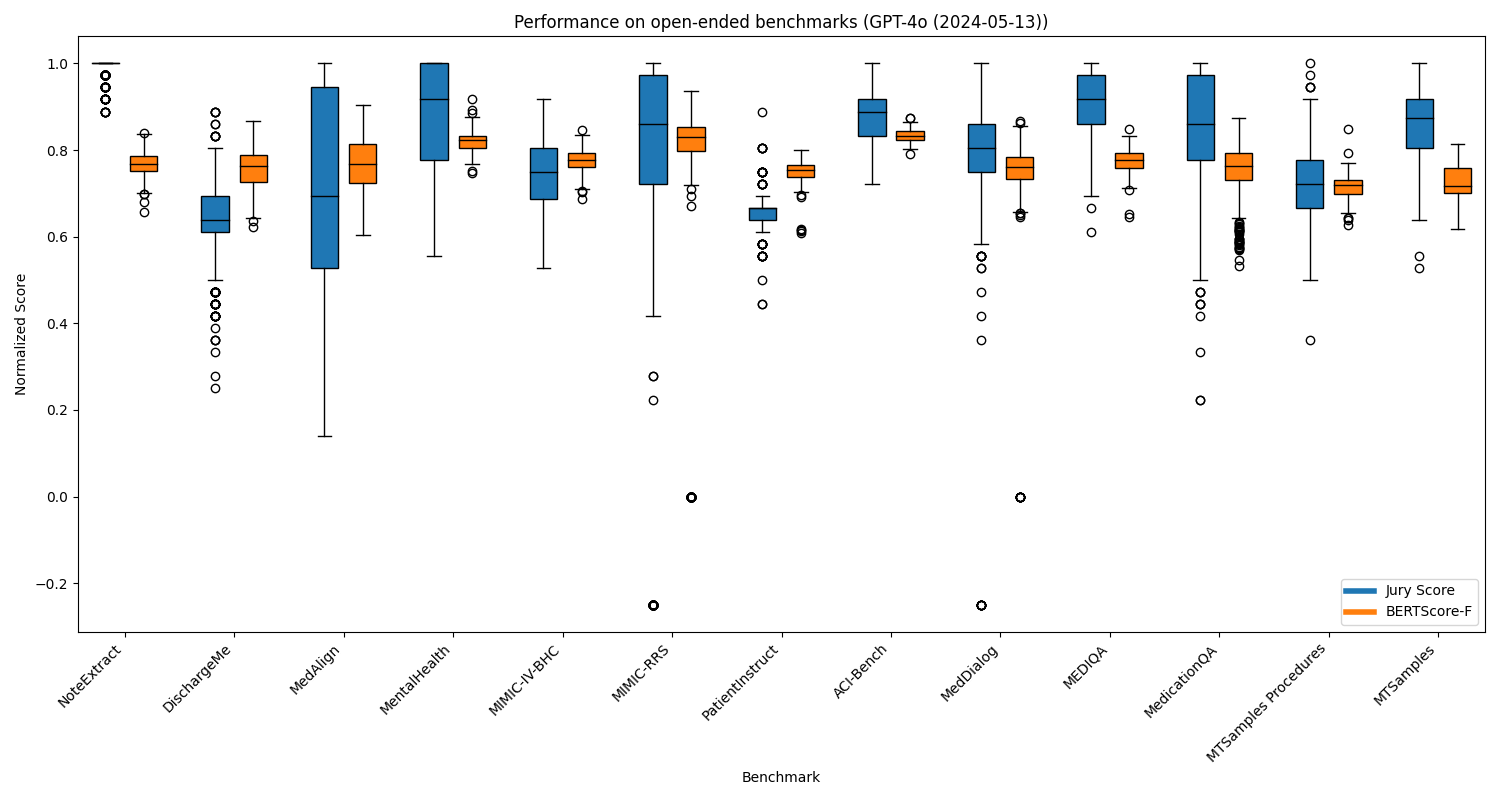 Performance on open-ended benchmarks (GPT-4o (2024-05-13))
Normalized Score
1.0
0.8
0.6
0.4
0.2
0.0
−0.2
NoteExtract
DischargeMe
MedAlign
MentalHealth
MIMIC-IV-BHC
MIMIC-RRS
PatientInstruct
ACI-Bench
MedDialog
MEDIQA
MedicationQA
MTSamples Procedures
MTSamples
Benchmark
Jury Score
BERTScore-F